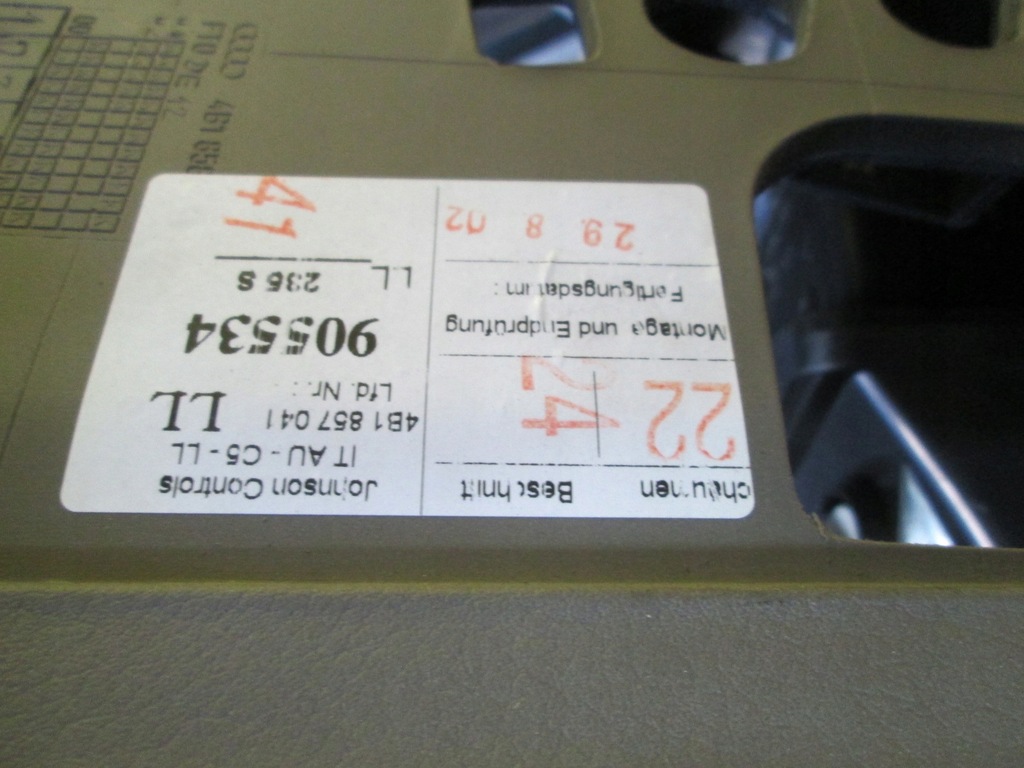 Johnson Controls
IT AU - C5 - LL
4B1 857 041 LL
Lfd. Nr.:
905534
LL 236 S
41
Beschnitt
22 24
Montage und Endprüfung
Fertigungsdatum:
29. 8 02
4B1